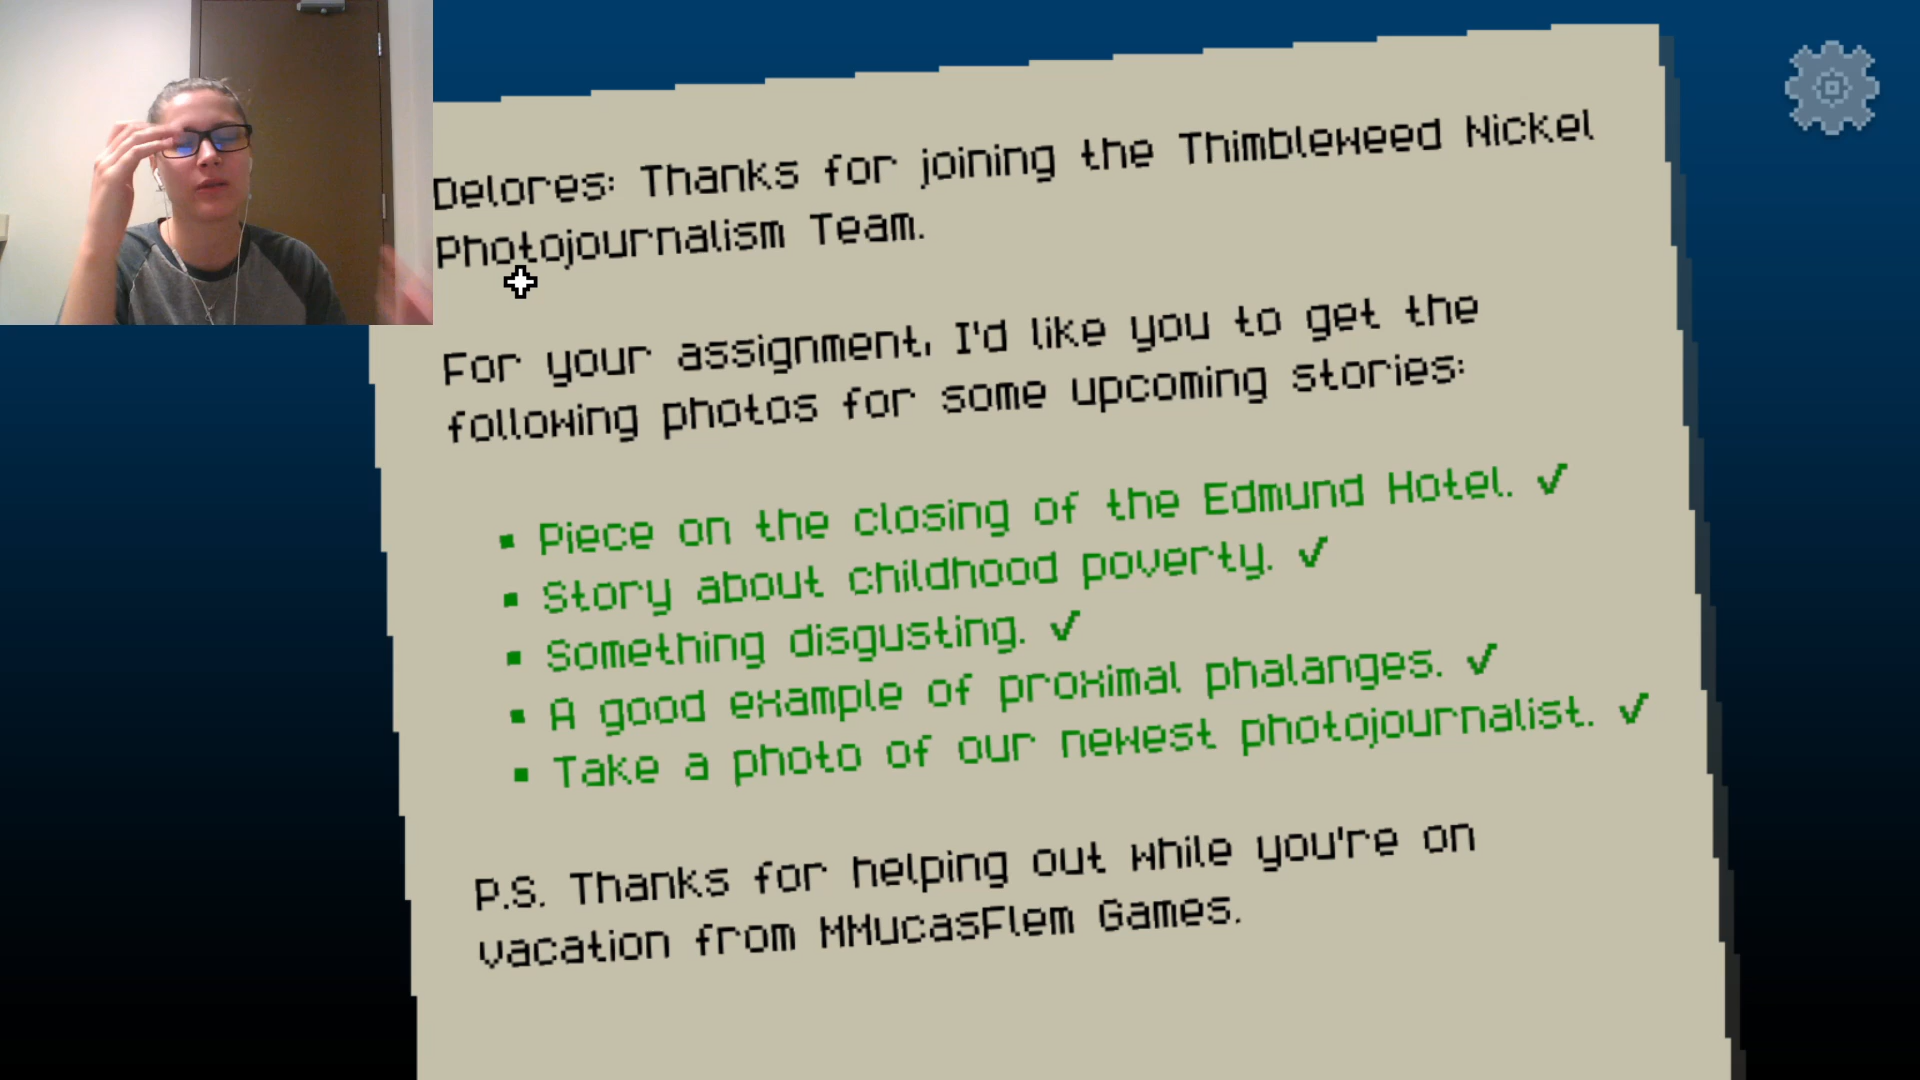 Delores: Thanks for joining the Thimbleweed Nickel
Photojournalism Team.
For your assignment, I'd like you to get the
following photos for some upcoming stories:
▪ Piece on the closing of the Edmund Hotel. ✓
▪ Story about childhood poverty. ✓
▪ Something disgusting. ✓
▪ A good example of proximal phalanges. ✓
▪ Take a photo of our newest photojournalist. ✓
P.S. Thanks for helping out while you're on
vacation from MMucasFlem Games.